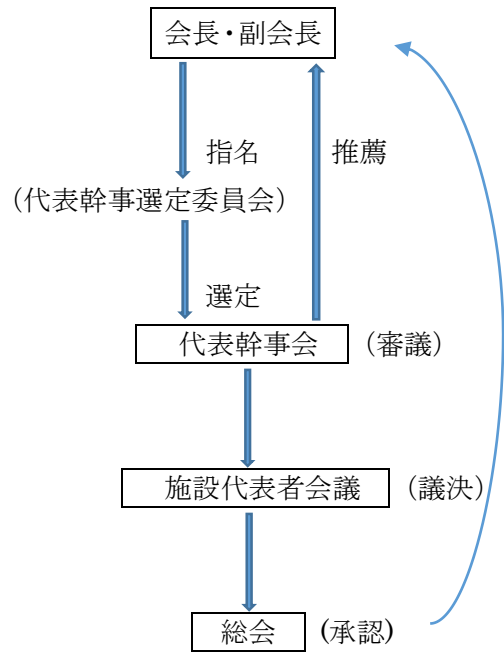 会長・副会長
指名
推薦
（代表幹事選定委員会）
選定
代表幹事会 （審議）
施設代表者会議 （議決）
総会 (承認)